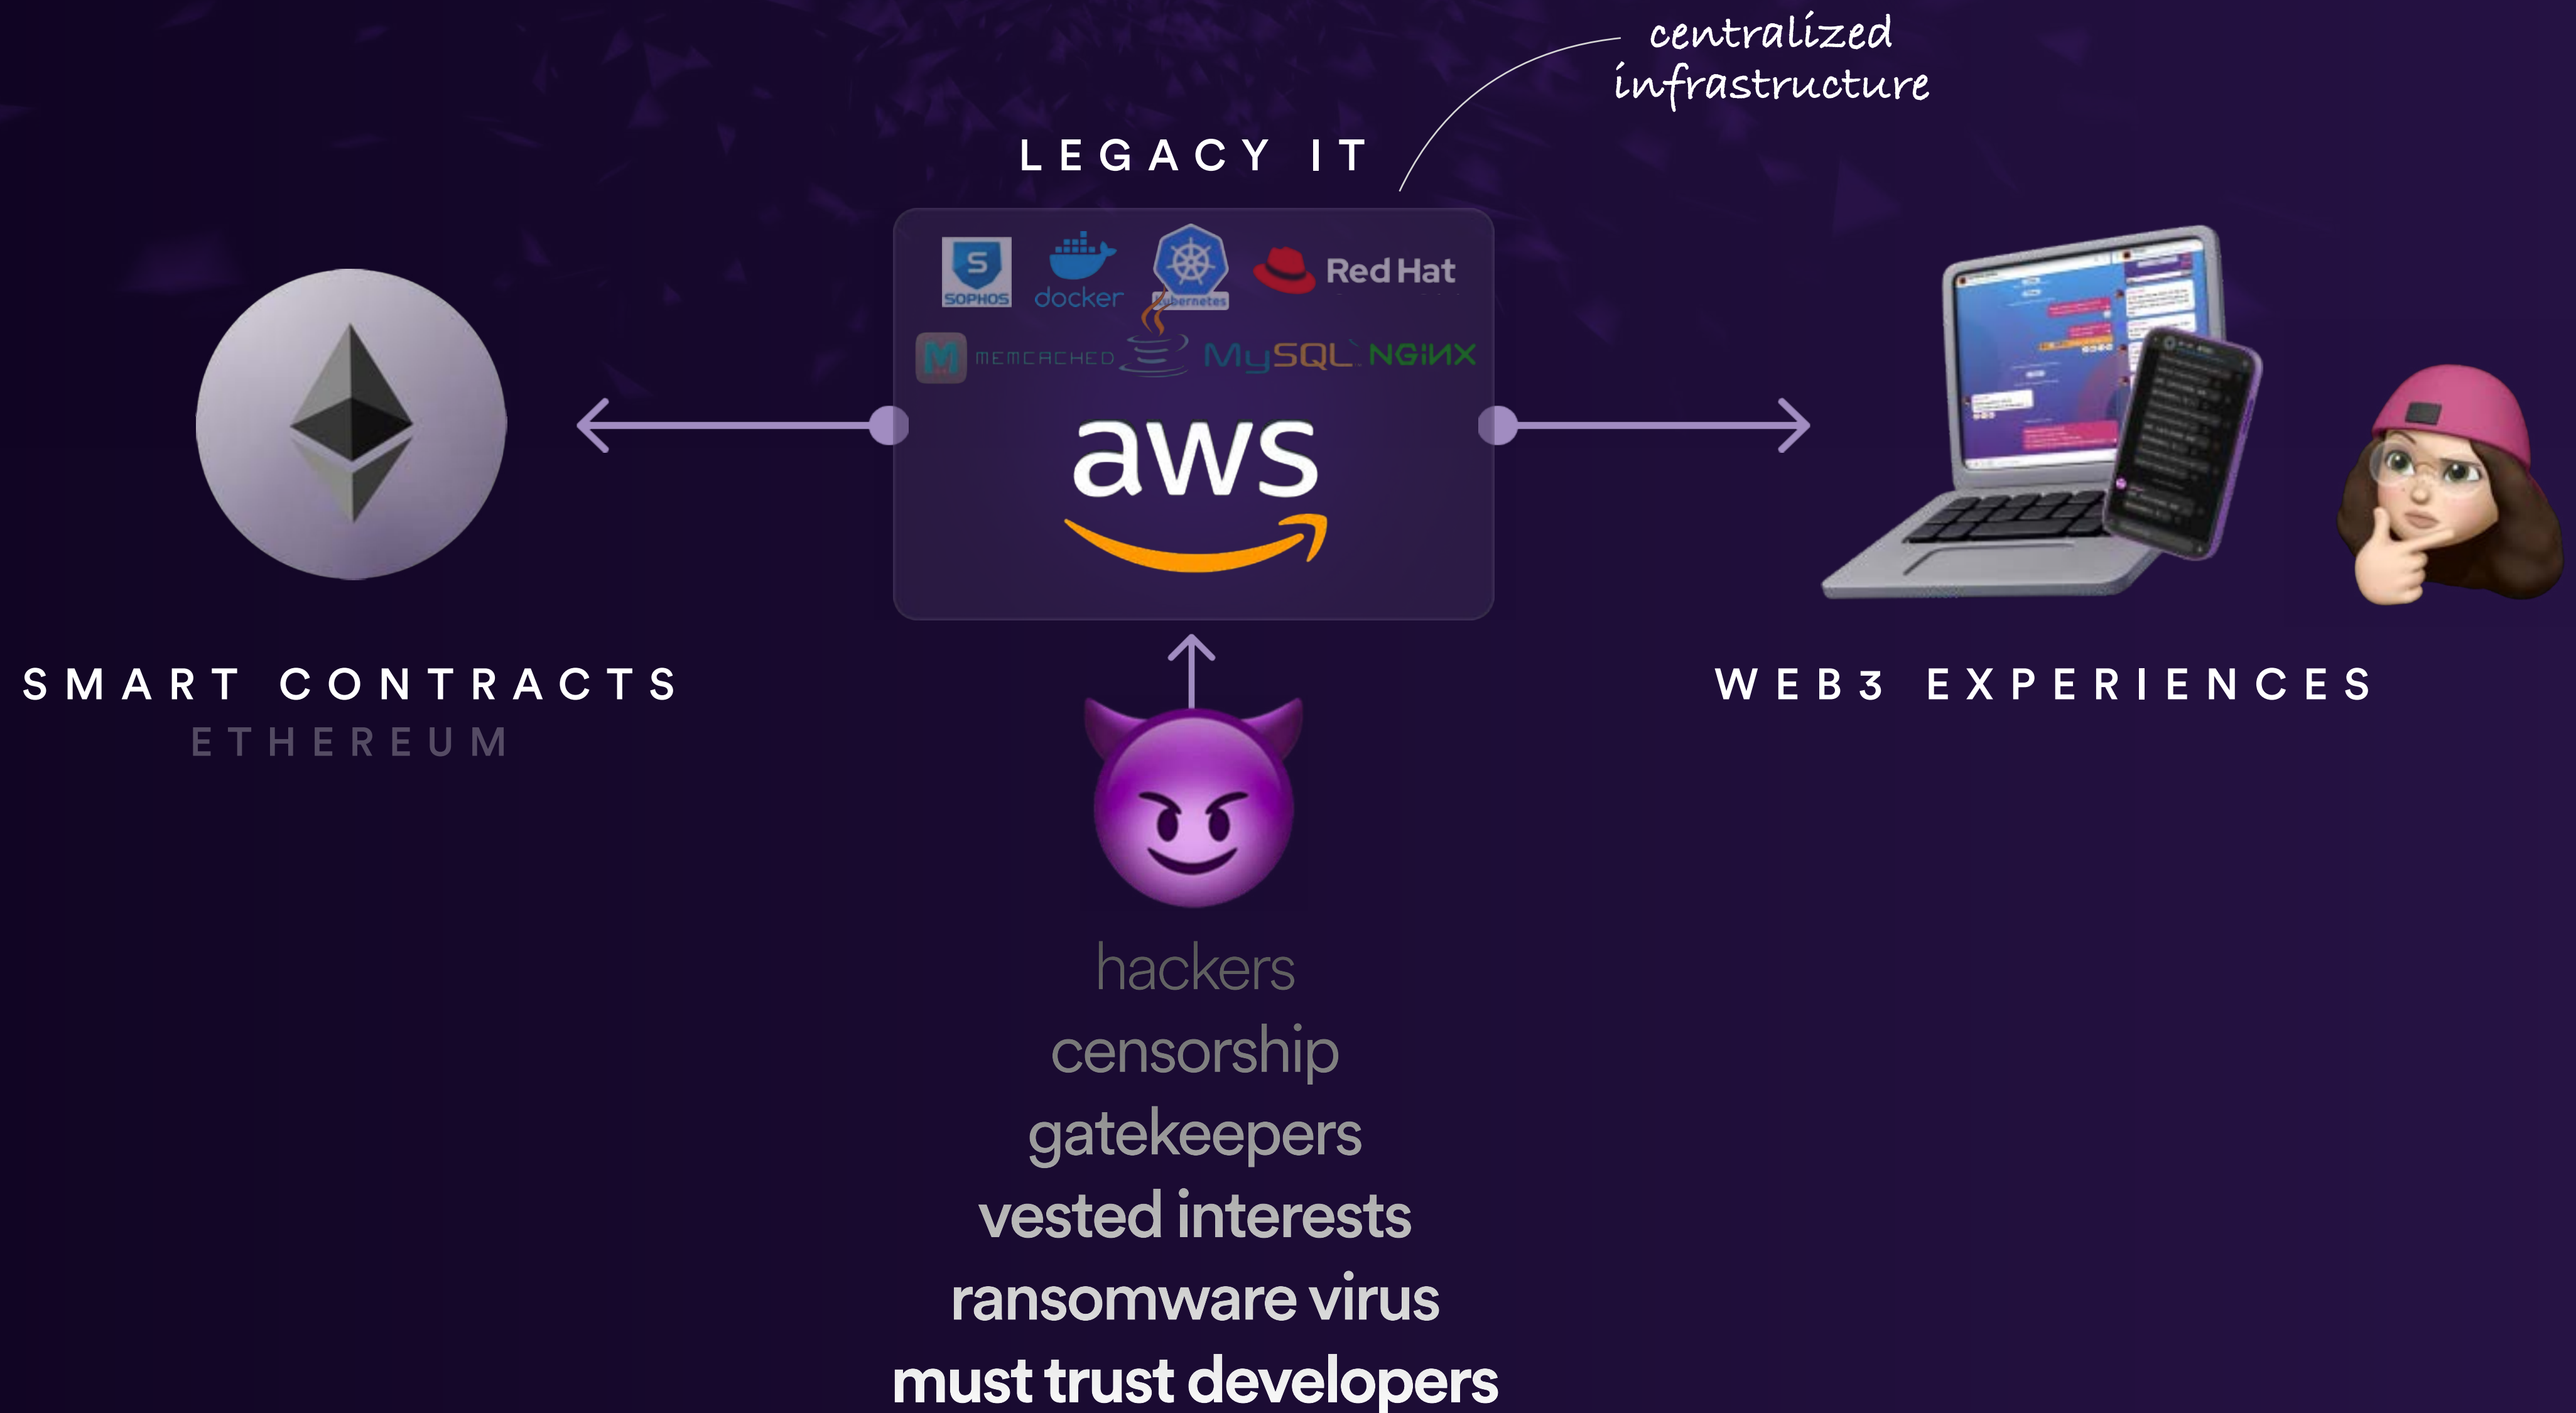 centralized
infrastructure
LEGACY IT
S
SOPHOS
docker
kubernetes
Red Hat
M
MEMCACHED
MySQL
NGINX
aws
SMART CONTRACTS
ETHEREUM
WEB3 EXPERIENCES
hackers
censorship
gatekeepers
vested interests
ransomware virus
must trust developers